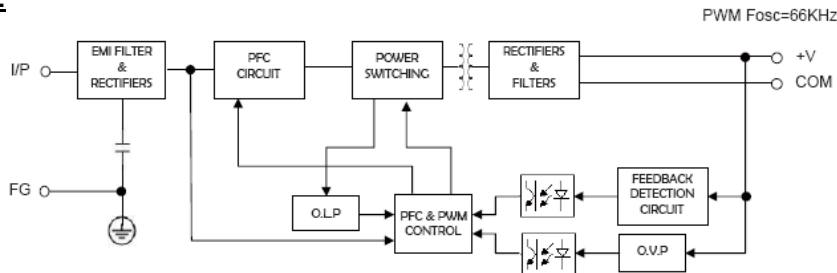 PWM Fosc=66KHz
I/P
EMI FILTER
&
RECTIFIERS
PFC
CIRCUIT
POWER
SWITCHING
RECTIFIERS
&
FILTERS
+V
COM
FG
O.L.P
PFC & PWM
CONTROL
FEEDBACK
DETECTION
CIRCUIT
O.V.P